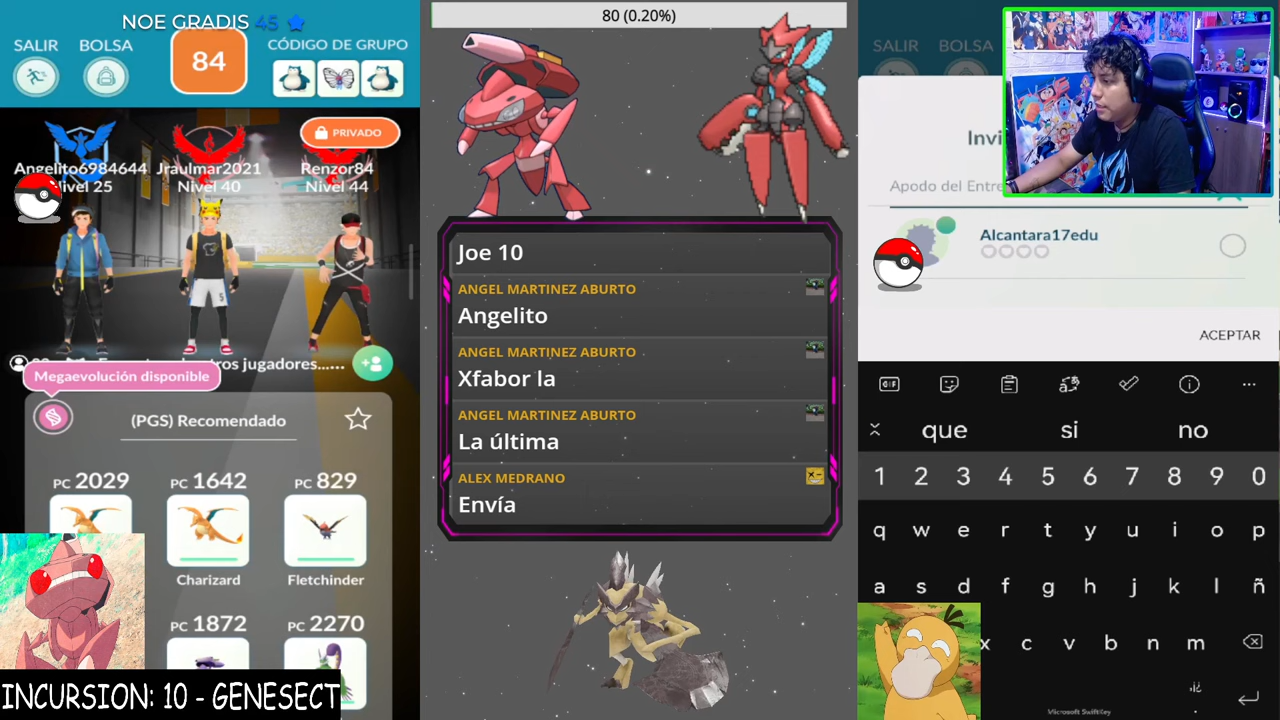 NOE GRADIS 45
SALIR
BOLSA
84
CÓDIGO DE GRUPO
PRIVADO
Angelito6984644
Nivel 25
Jraulmar2021
Nivel 40
Renzor84
Nivel 44
otros jugadores......
Megaevolución disponible
(PGS) Recomendado
PC 2029
PC 1642
PC 829
Charizard
Fletchinder
PC 1872
PC 2270
INCURSION: 10 - GENESECT
80 (0.20%)
Joe 10
ANGEL MARTINEZ ABURTO
Angelito
ANGEL MARTINEZ ABURTO
Xfabor la
ANGEL MARTINEZ ABURTO
La última
ALEX MEDRANO
Envía
SALIR
BOLSA
Invi
Apodo del Entre
Alcantara17edu
ACEPTAR
GIF
que si no
1 2 3 4 5 6 7 8 9 0
q w e r t y u i o p
a s d f g h j k l ñ
x c v b n m
Microsoft SwiftKey